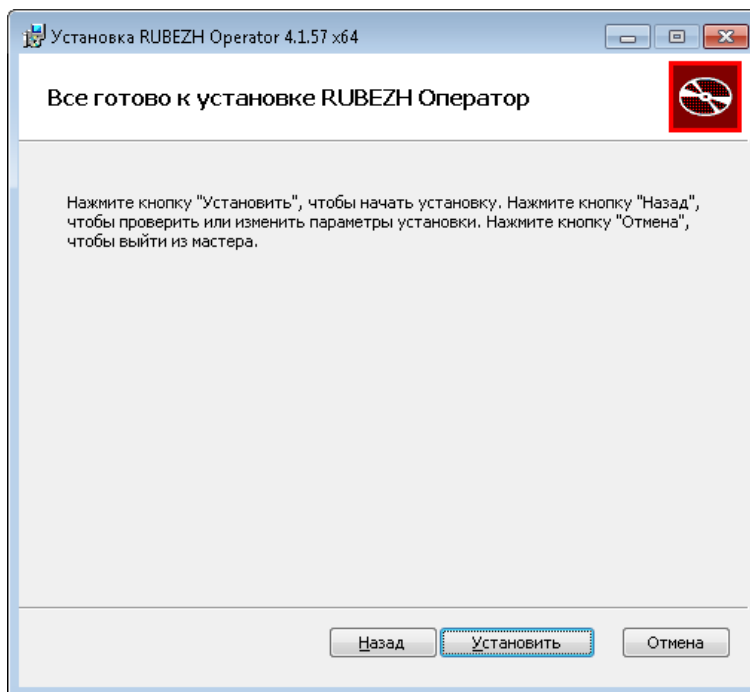 Установка RUBEZH Operator 4.1.57 x64
Все готово к установке RUBEZH Оператор
Нажмите кнопку "Установить", чтобы начать установку. Нажмите кнопку "Назад",
чтобы проверить или изменить параметры установки. Нажмите кнопку "Отмена",
чтобы выйти из мастера.
Назад
Установить
Отмена